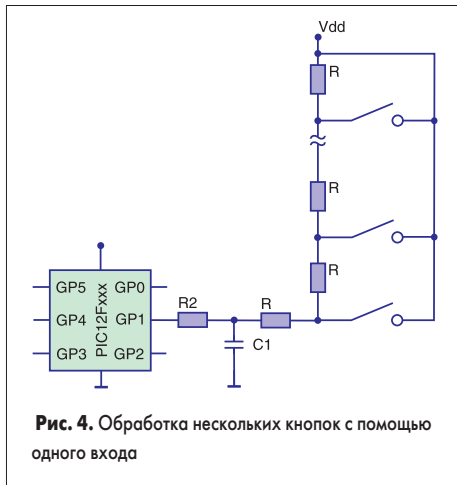 Vdd
R
R
R
GP5 GP0
R2
R
GP4 GP1
PIC12Fxxx
C1
GP3 GP2
Рис. 4. Обработка нескольких кнопок с помощью
одного входа